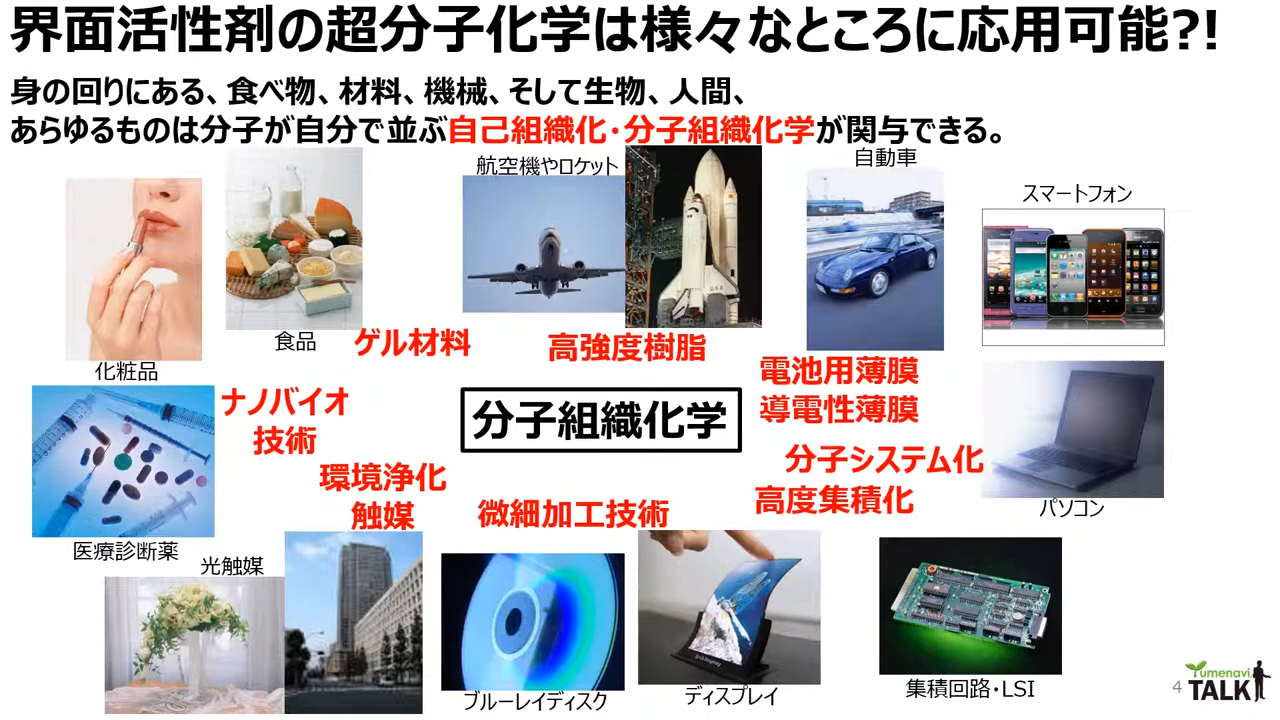 界面活性剤の超分子化学は様々なところに応用可能?!
身の回りにある、食べ物、材料、機械、そして生物、人間、
あらゆるものは分子が自分で並ぶ自己組織化・分子組織化学が関与できる。
航空機やロケット
自動車
スマートフォン
食品
ゲル材料
高強度樹脂
化粧品
電池用薄膜
導電性薄膜
ナノバイオ
技術
分子組織化学
分子システム化
高度集積化
環境浄化
触媒
微細加工技術
パソコン
医療診断薬
光触媒
ブルーレイディスク
ディスプレイ
集積回路・LSI
4
Yumenavi
TALK